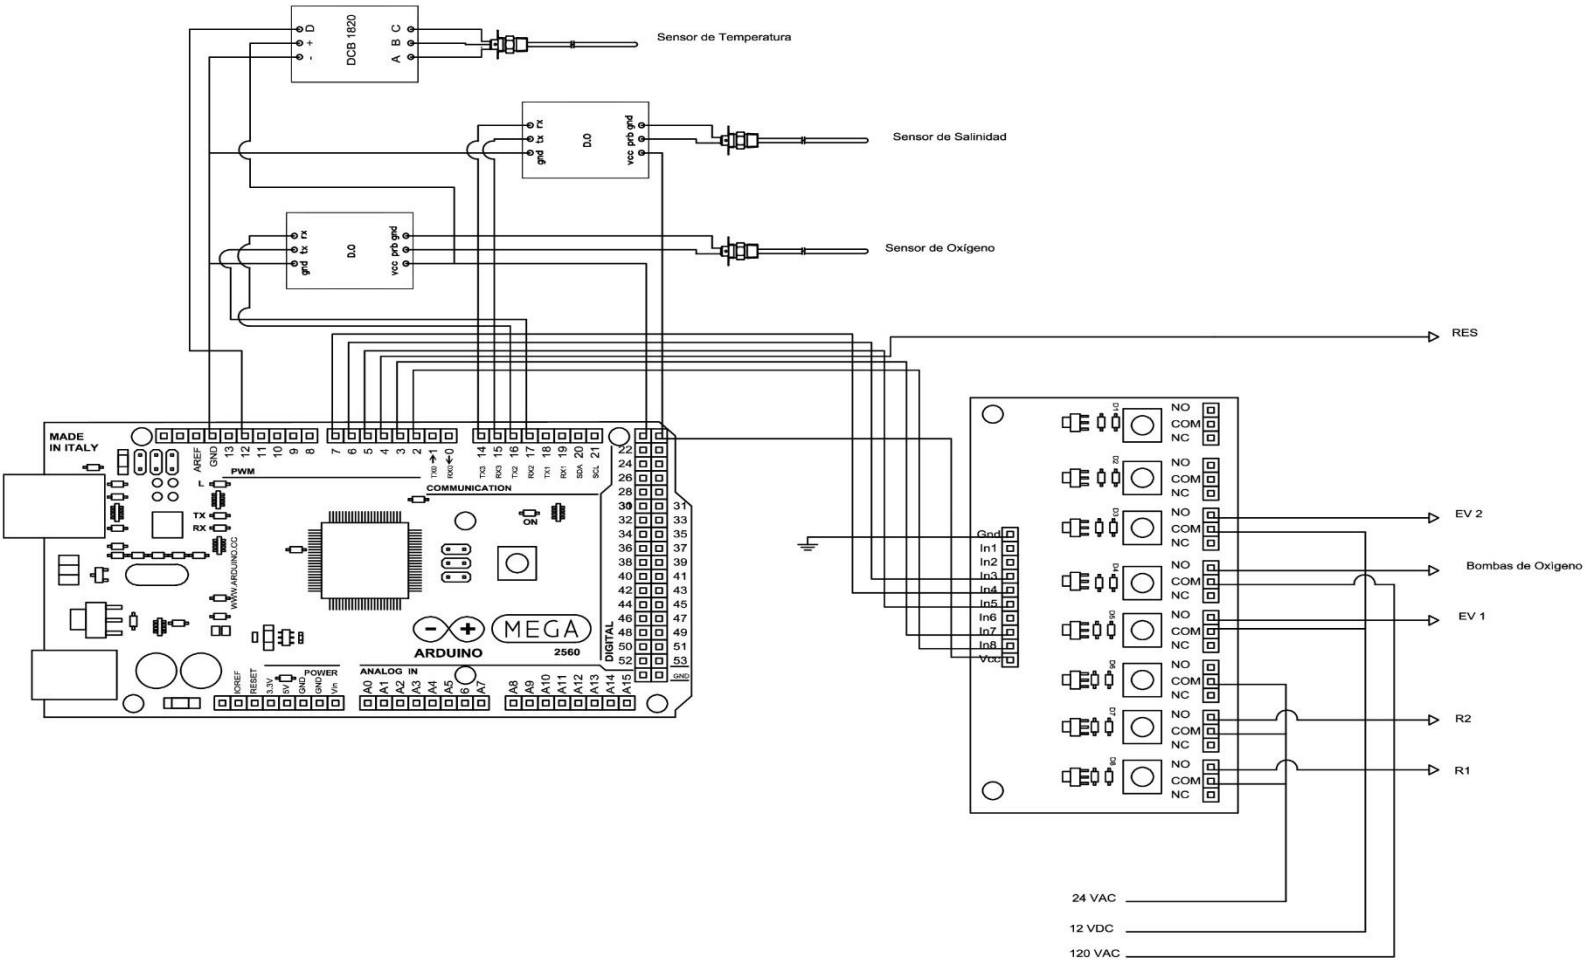 D
+
-
DCB 1820
C
B
A
Sensor de Temperatura
rx
tx
gnd
D.O
gnd
prb
vcc
Sensor de Salinidad
rx
tx
gnd
D.O
gnd
prb
vcc
Sensor de Oxígeno
RES
MADE
IN ITALY
AREF
GND
13
12
11
10
9
8
7
6
5
4
3
2
TX0→1
RX0←0
14
15
16
17
18
19
20
21
TX3
RX3
TX2
RX2
TX1
RX1
SDA
SCL
PWM
COMMUNICATION
L
TX
RX
ON
WWW.ARDUINO.CC
22
24
26
28
30
31
32
33
34
35
36
37
38
39
40
41
42
43
44
45
46
47
48
49
50
51
52
53
GND
DIGITAL
ARDUINO
MEGA
2560
POWER
ANALOG IN
IOREF
RESET
3.3V
5V
GND
GND
Vin
A0
A1
A2
A3
A4
A5
6
A7
A8
A9
A10
A11
A12
A13
A14
A15
Gnd
In1
In2
In3
In4
In5
In6
In7
In8
Vcc
D1
NO
COM
NC
D2
NO
COM
NC
D3
NO
COM
NC
EV 2
D4
NO
COM
NC
Bombas de Oxigeno
D5
NO
COM
NC
EV 1
D6
NO
COM
NC
D7
NO
COM
NC
R2
D8
NO
COM
NC
R1
24 VAC
12 VDC
120 VAC